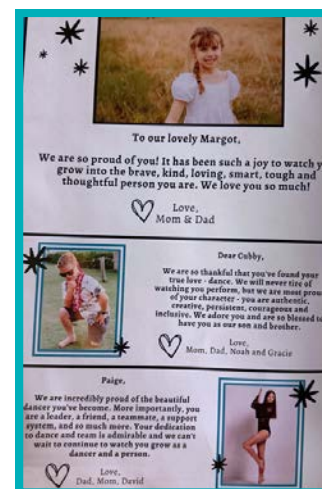 To our lovely Margot,
We are so proud of you! It has been such a joy to watch y
grow into the brave, kind, loving, smart, tough and
thoughtful person you are. We love you so much!
Love,
Mom & Dad
Dear Cubby,
We are so thankful that you've found your
true love - dance. We will never tire of
watching you perform, but we are most proud
of your character - you are authentic,
creative, persistent, courageous and
inclusive. We adore you and are so blessed to
have you as our son and brother.
Love,
Mom, Dad, Noah and Gracie
Paige,
We are incredibly proud of the beautiful
dancer you've become. More importantly, you
are a leader, a friend, a teammate, a support
system, and so much more. Your dedication
to dance and team is admirable and we can't
wait to continue to watch you grow as a
dancer and a person.
Love,
Dad, Mom, David